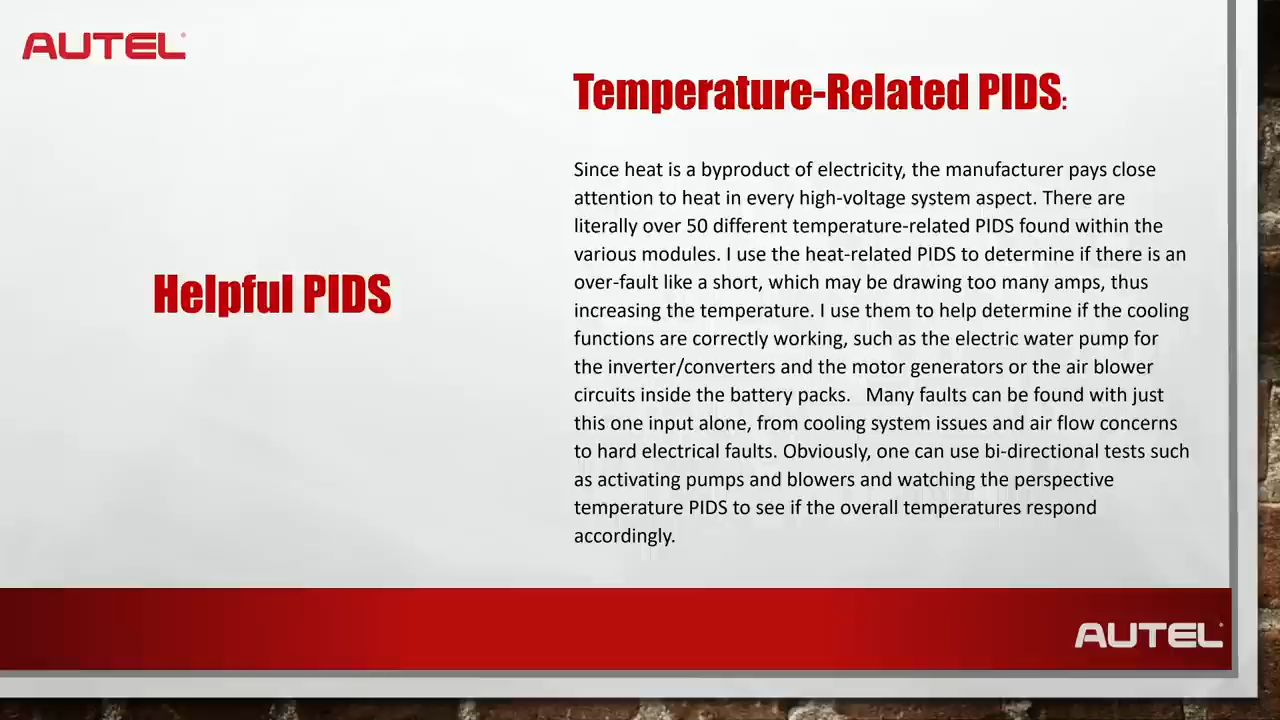 AUTEL
Temperature-Related PIDS:
Since heat is a byproduct of electricity, the manufacturer pays close
attention to heat in every high-voltage system aspect. There are
literally over 50 different temperature-related PIDS found within the
various modules. I use the heat-related PIDS to determine if there is an
over-fault like a short, which may be drawing too many amps, thus
increasing the temperature. I use them to help determine if the cooling
functions are correctly working, such as the electric water pump for
the inverter/converters and the motor generators or the air blower
circuits inside the battery packs.   Many faults can be found with just
this one input alone, from cooling system issues and air flow concerns
to hard electrical faults. Obviously, one can use bi-directional tests such
as activating pumps and blowers and watching the perspective
temperature PIDS to see if the overall temperatures respond
accordingly.
Helpful PIDS
AUTEL